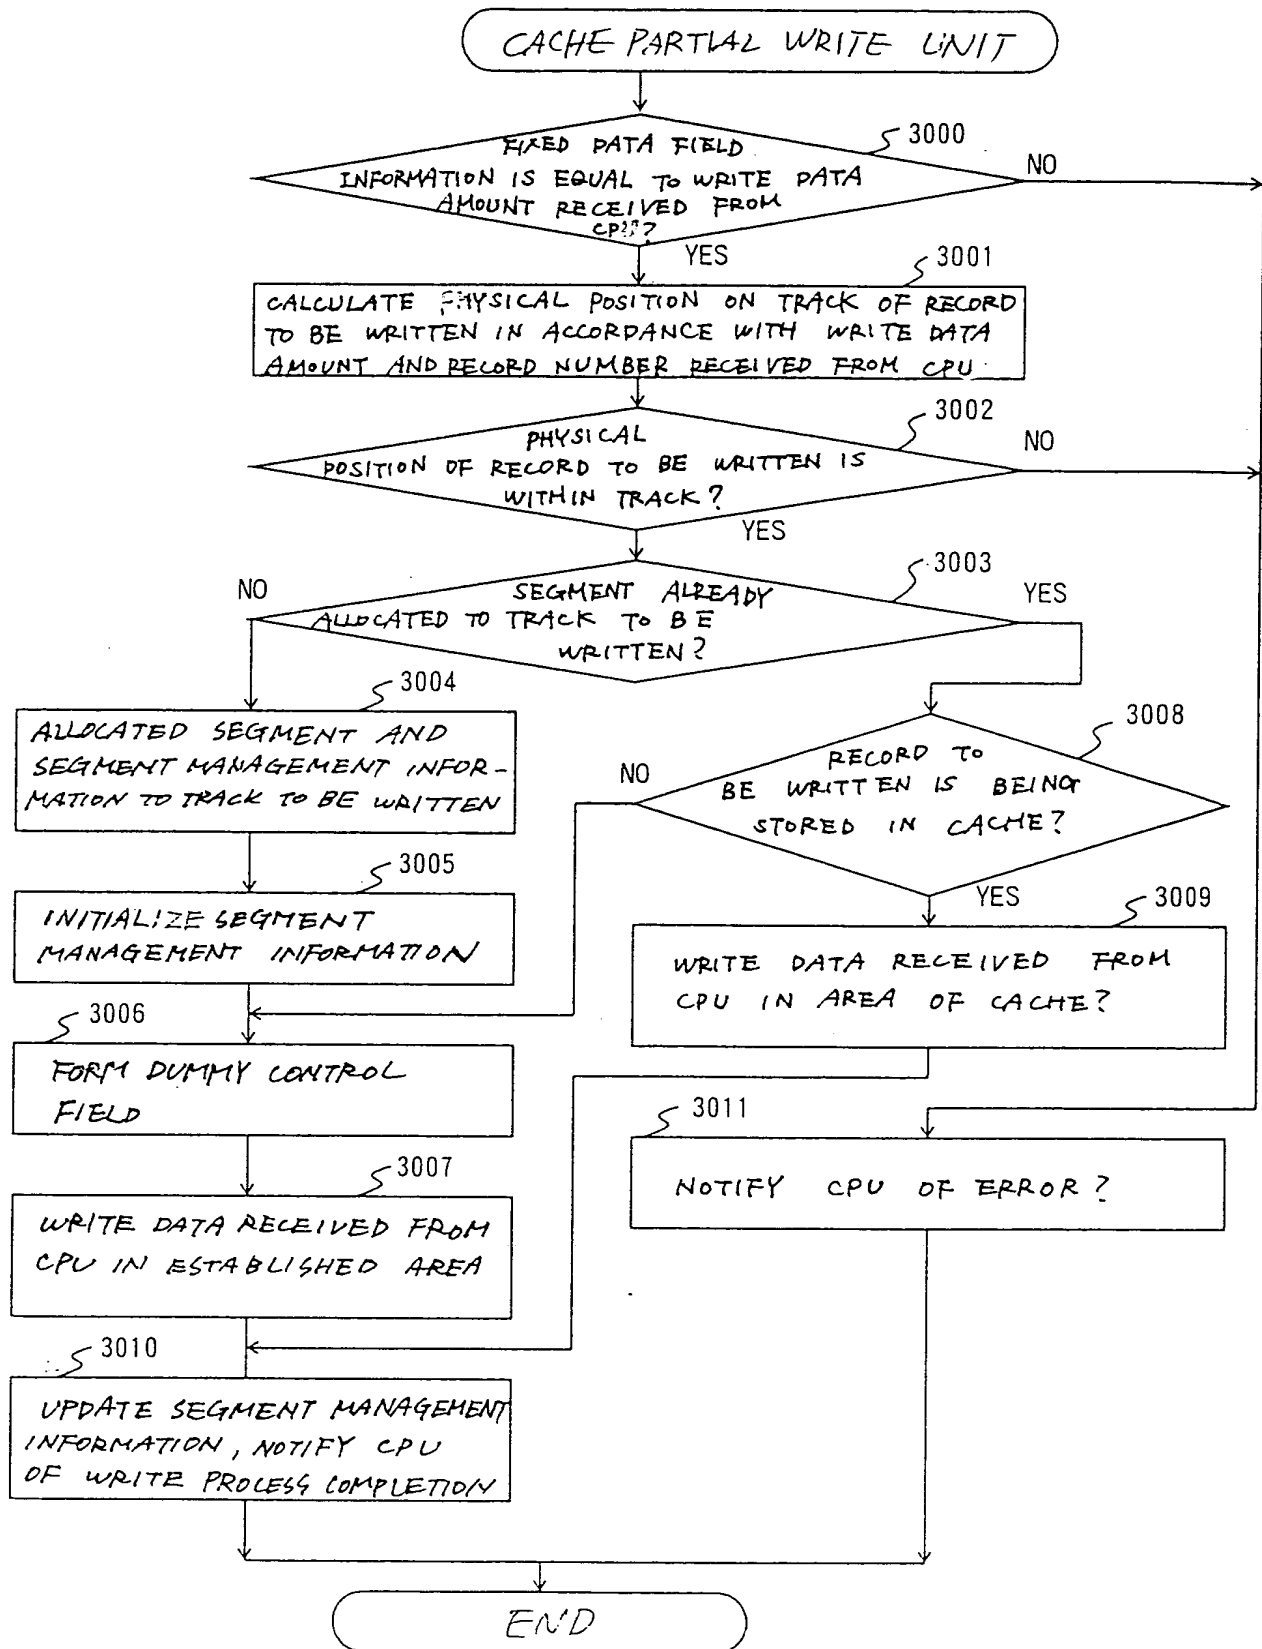 CACHE PARTIAL WRITE UNIT
3000
FIXED DATA FIELD
INFORMATION IS EQUAL TO WRITE DATA
AMOUNT RECEIVED FROM
NO
YES
3001
CALCULATE PHYSICAL POSITION ON TRACK OF RECORD
TO BE WRITTEN IN ACCORDANCE WITH WRITE DATA
AMOUNT AND RECORD NUMBER RECEIVED FROM CPU
3002
PHYSICAL
POSITION OF RECORD TO BE WRITTEN IS
WITHIN TRACK?
NO
YES
3003
SEGMENT ALREADY
ALLOCATED TO TRACK TO BE
WRITTEN?
NO
YES
3004
ALLOCATED SEGMENT AND
SEGMENT MANAGEMENT INFOR-
MATION TO TRACK TO BE WRITTEN
3008
RECORD TO
BE WRITTEN IS BEING
STORED IN CACHE?
NO
YES
3005
INITIALIZE SEGMENT
MANAGEMENT INFORMATION
3009
WRITE DATA RECEIVED FROM
CPU IN AREA OF CACHE?
3006
FORM DUMMY CONTROL
FIELD
3011
NOTIFY CPU OF ERROR?
3007
WRITE DATA RECEIVED FROM
CPU IN ESTABLISHED AREA
3010
UPDATE SEGMENT MANAGEMENT
INFORMATION, NOTIFY CPU
OF WRITE PROCESS COMPLETION
END